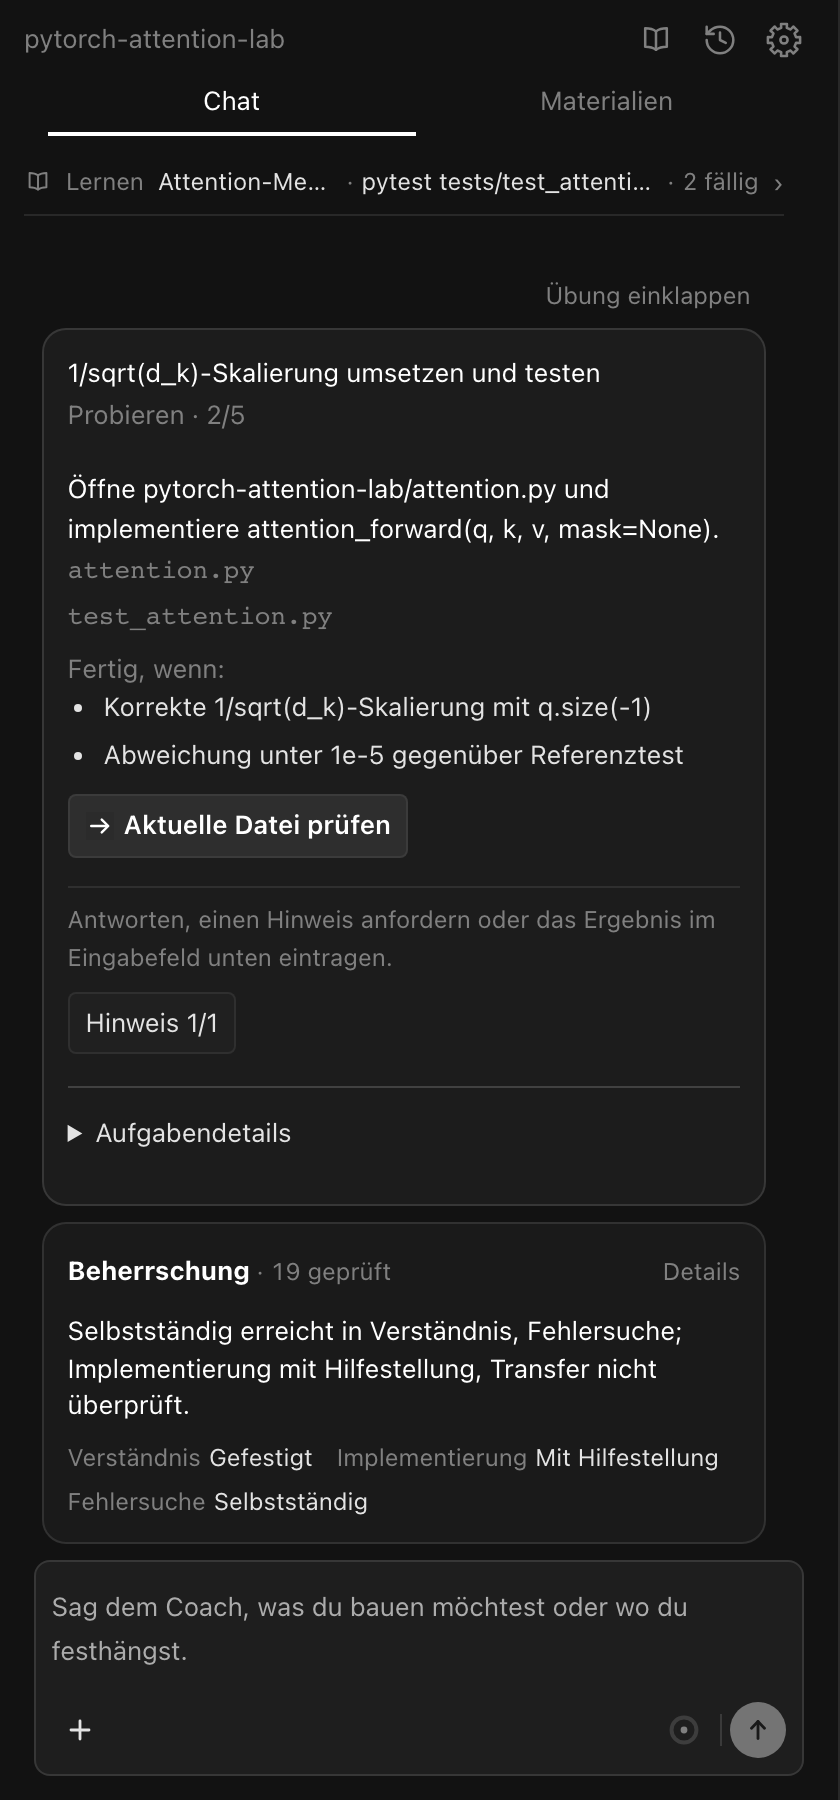 pytorch-attention-lab
Chat
Materialien
Lernen Attention-Me... · pytest tests/test_attenti... · 2 fällig ›
Übung einklappen
1/sqrt(d_k)-Skalierung umsetzen und testen
Probieren · 2/5
Öffne pytorch-attention-lab/attention.py und
implementiere attention_forward(q, k, v, mask=None).
attention.py
test_attention.py
Fertig, wenn:
• Korrekte 1/sqrt(d_k)-Skalierung mit q.size(-1)
• Abweichung unter 1e-5 gegenüber Referenztest
→ Aktuelle Datei prüfen
Antworten, einen Hinweis anfordern oder das Ergebnis im
Eingabefeld unten eintragen.
Hinweis 1/1
▶ Aufgabendetails
Beherrschung · 19 geprüft
Details
Selbstständig erreicht in Verständnis, Fehlersuche;
Implementierung mit Hilfestellung, Transfer nicht
überprüft.
Verständnis Gefestigt Implementierung Mit Hilfestellung
Fehlersuche Selbstständig
Sag dem Coach, was du bauen möchtest oder wo du
festhängst.